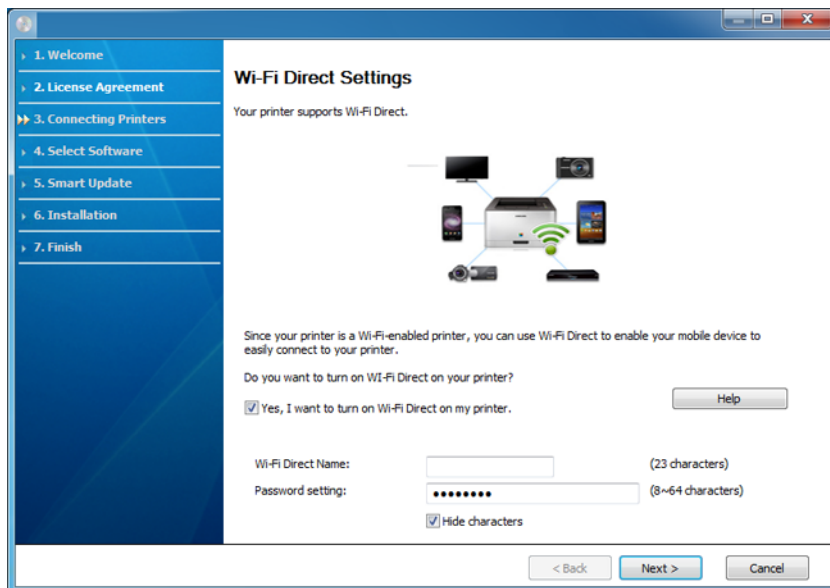 1. Welcome
2. License Agreement
3. Connecting Printers
4. Select Software
5. Smart Update
6. Installation
7. Finish
Wi-Fi Direct Settings
Your printer supports Wi-Fi Direct.
Since your printer is a Wi-Fi-enabled printer, you can use Wi-Fi Direct to enable your mobile device to
easily connect to your printer.
Do you want to turn on WI-Fi Direct on your printer?
Yes, I want to turn on Wi-Fi Direct on my printer.
Help
Wi-Fi Direct Name: (23 characters)
Password setting: ●●●●●●●● (8~64 characters)
Hide characters
< Back Next > Cancel